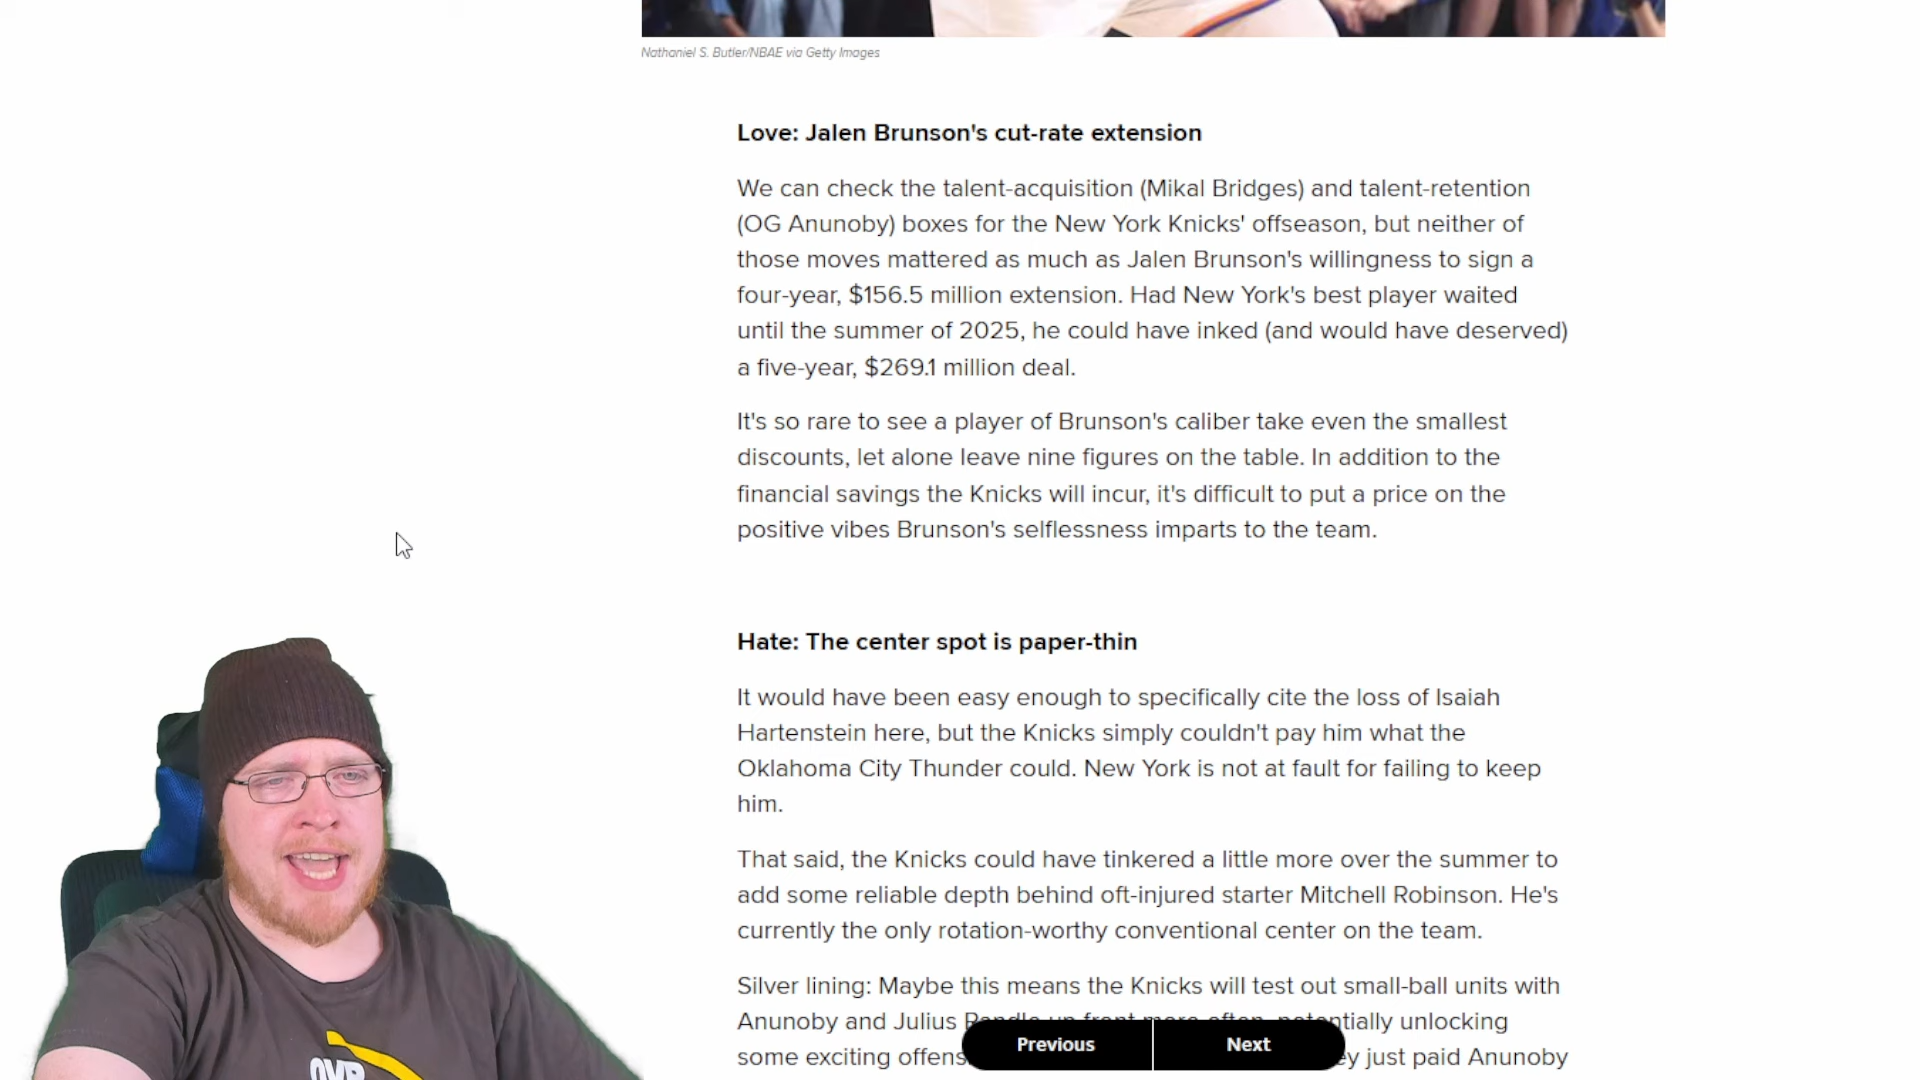 Nathaniel S. Butler/NBAE via Getty Images
Love: Jalen Brunson's cut-rate extension
We can check the talent-acquisition (Mikal Bridges) and talent-retention
(OG Anunoby) boxes for the New York Knicks' offseason, but neither of
those moves mattered as much as Jalen Brunson's willingness to sign a
four-year, $156.5 million extension. Had New York's best player waited
until the summer of 2025, he could have inked (and would have deserved)
a five-year, $269.1 million deal.
It's so rare to see a player of Brunson's caliber take even the smallest
discounts, let alone leave nine figures on the table. In addition to the
financial savings the Knicks will incur, it's difficult to put a price on the
positive vibes Brunson's selflessness imparts to the team.
Hate: The center spot is paper-thin
It would have been easy enough to specifically cite the loss of Isaiah
Hartenstein here, but the Knicks simply couldn't pay him what the
Oklahoma City Thunder could. New York is not at fault for failing to keep
him.
That said, the Knicks could have tinkered a little more over the summer to
add some reliable depth behind oft-injured starter Mitchell Robinson. He's
currently the only rotation-worthy conventional center on the team.
Silver lining: Maybe this means the Knicks will test out small-ball units with
Anunoby and Julius Randle up front more often, potentially unlocking
some exciting just paid Anunoby
Previous Next
OVR